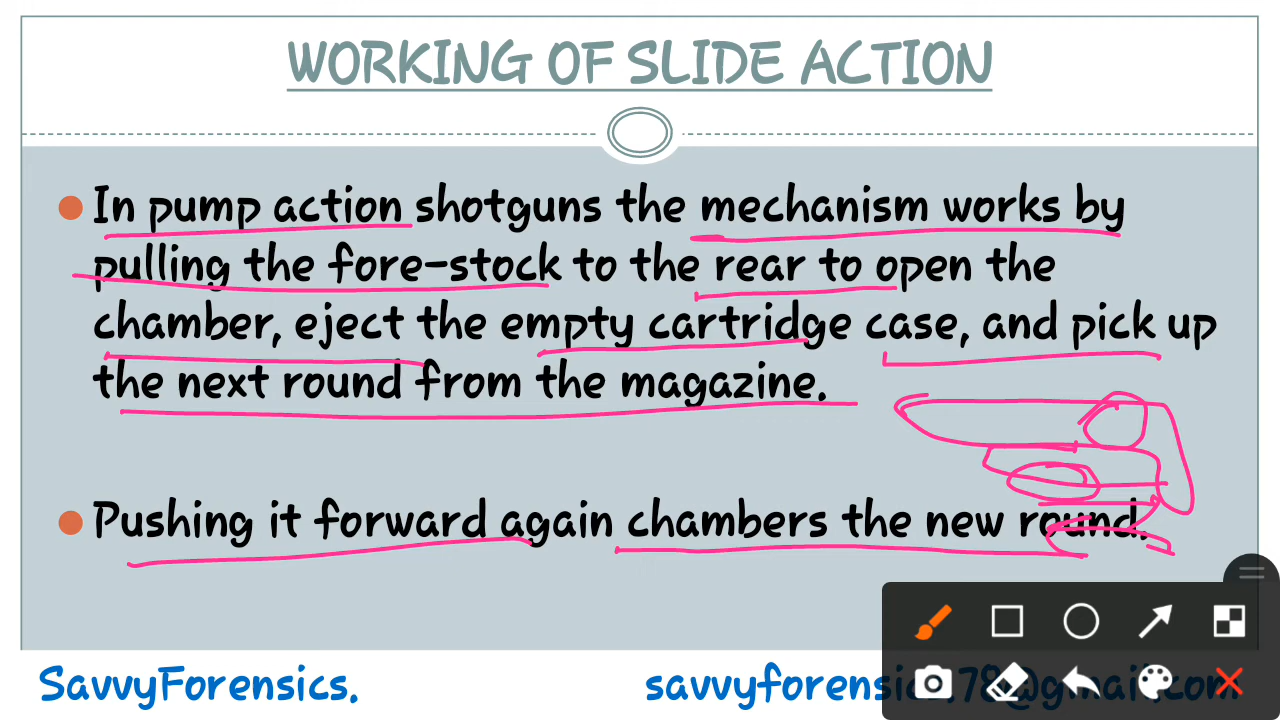 WORKING OF SLIDE ACTION
In pump action shotguns the mechanism works by
pulling the fore-stock to the rear to open the
chamber, eject the empty cartridge case, and pick up
the next round from the magazine.
Pushing it forward again chambers the new round.
SavvyForensics.